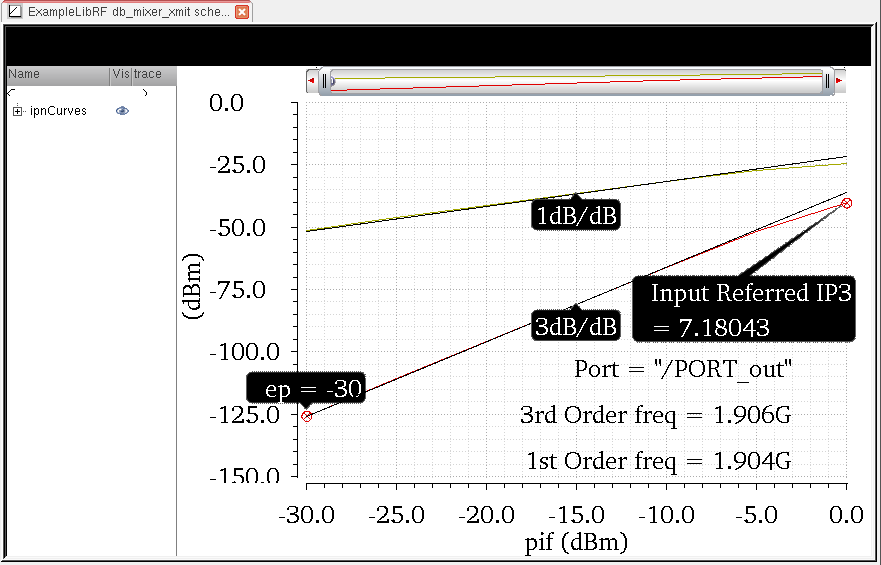 ExampleLibRF db_mixer_xmit sche...
Name Vis trace
ipnCurves
0.0
-25.0
-50.0
-75.0
-100.0
-125.0
-150.0
(dBm)
1dB/dB
Input Referred IP3
= 7.18043
3dB/dB
Port = "/PORT_out"
ep = -30
3rd Order freq = 1.906G
1st Order freq = 1.904G
-30.0 -25.0 -20.0 -15.0 -10.0 -5.0 0.0
pif (dBm)